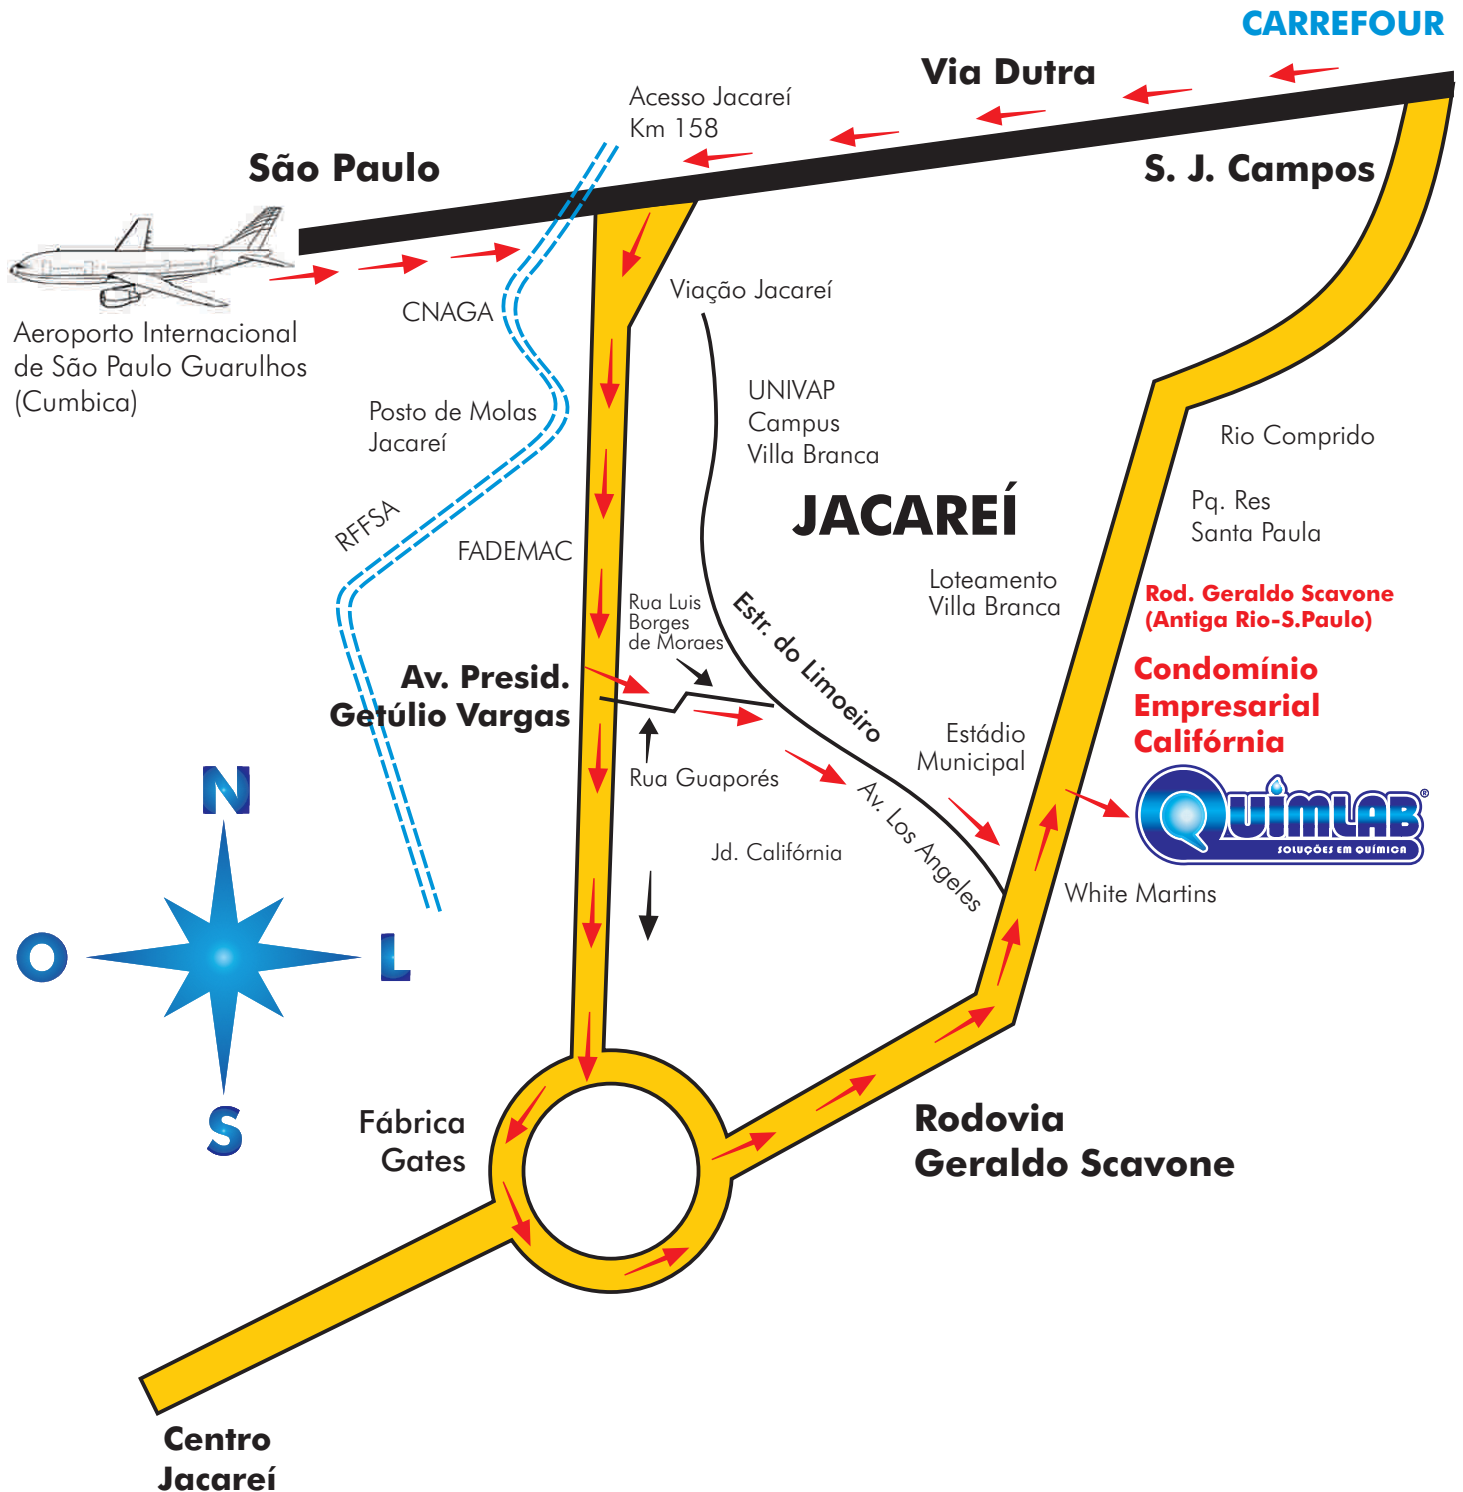 CARREFOUR
Via Dutra
Acesso Jacareí
Km 158
São Paulo
S. J. Campos
Viação Jacareí
CNAGA
Aeroporto Internacional
de São Paulo Guarulhos
(Cumbica)
UNIVAP
Campus
Villa Branca
Posto de Molas
Jacareí
Rio Comprido
JACAREÍ
Pq. Res
Santa Paula
RFFSA
FADEMAC
Loteamento
Villa Branca
Rod. Geraldo Scavone
(Antiga Rio-S.Paulo)
Rua Luis
Borges
de Moraes
Estr. do Limoeiro
Av. Presid.
Getúlio Vargas
Condomínio
Empresarial
Califórnia
Estádio
Municipal
Rua Guaporés
QUIMLAB®
SOLUÇÕES EM QUÍMICA
Av. Los Angeles
Jd. Califórnia
White Martins
N
O
L
S
Fábrica
Gates
Rodovia
Geraldo Scavone
Centro
Jacareí